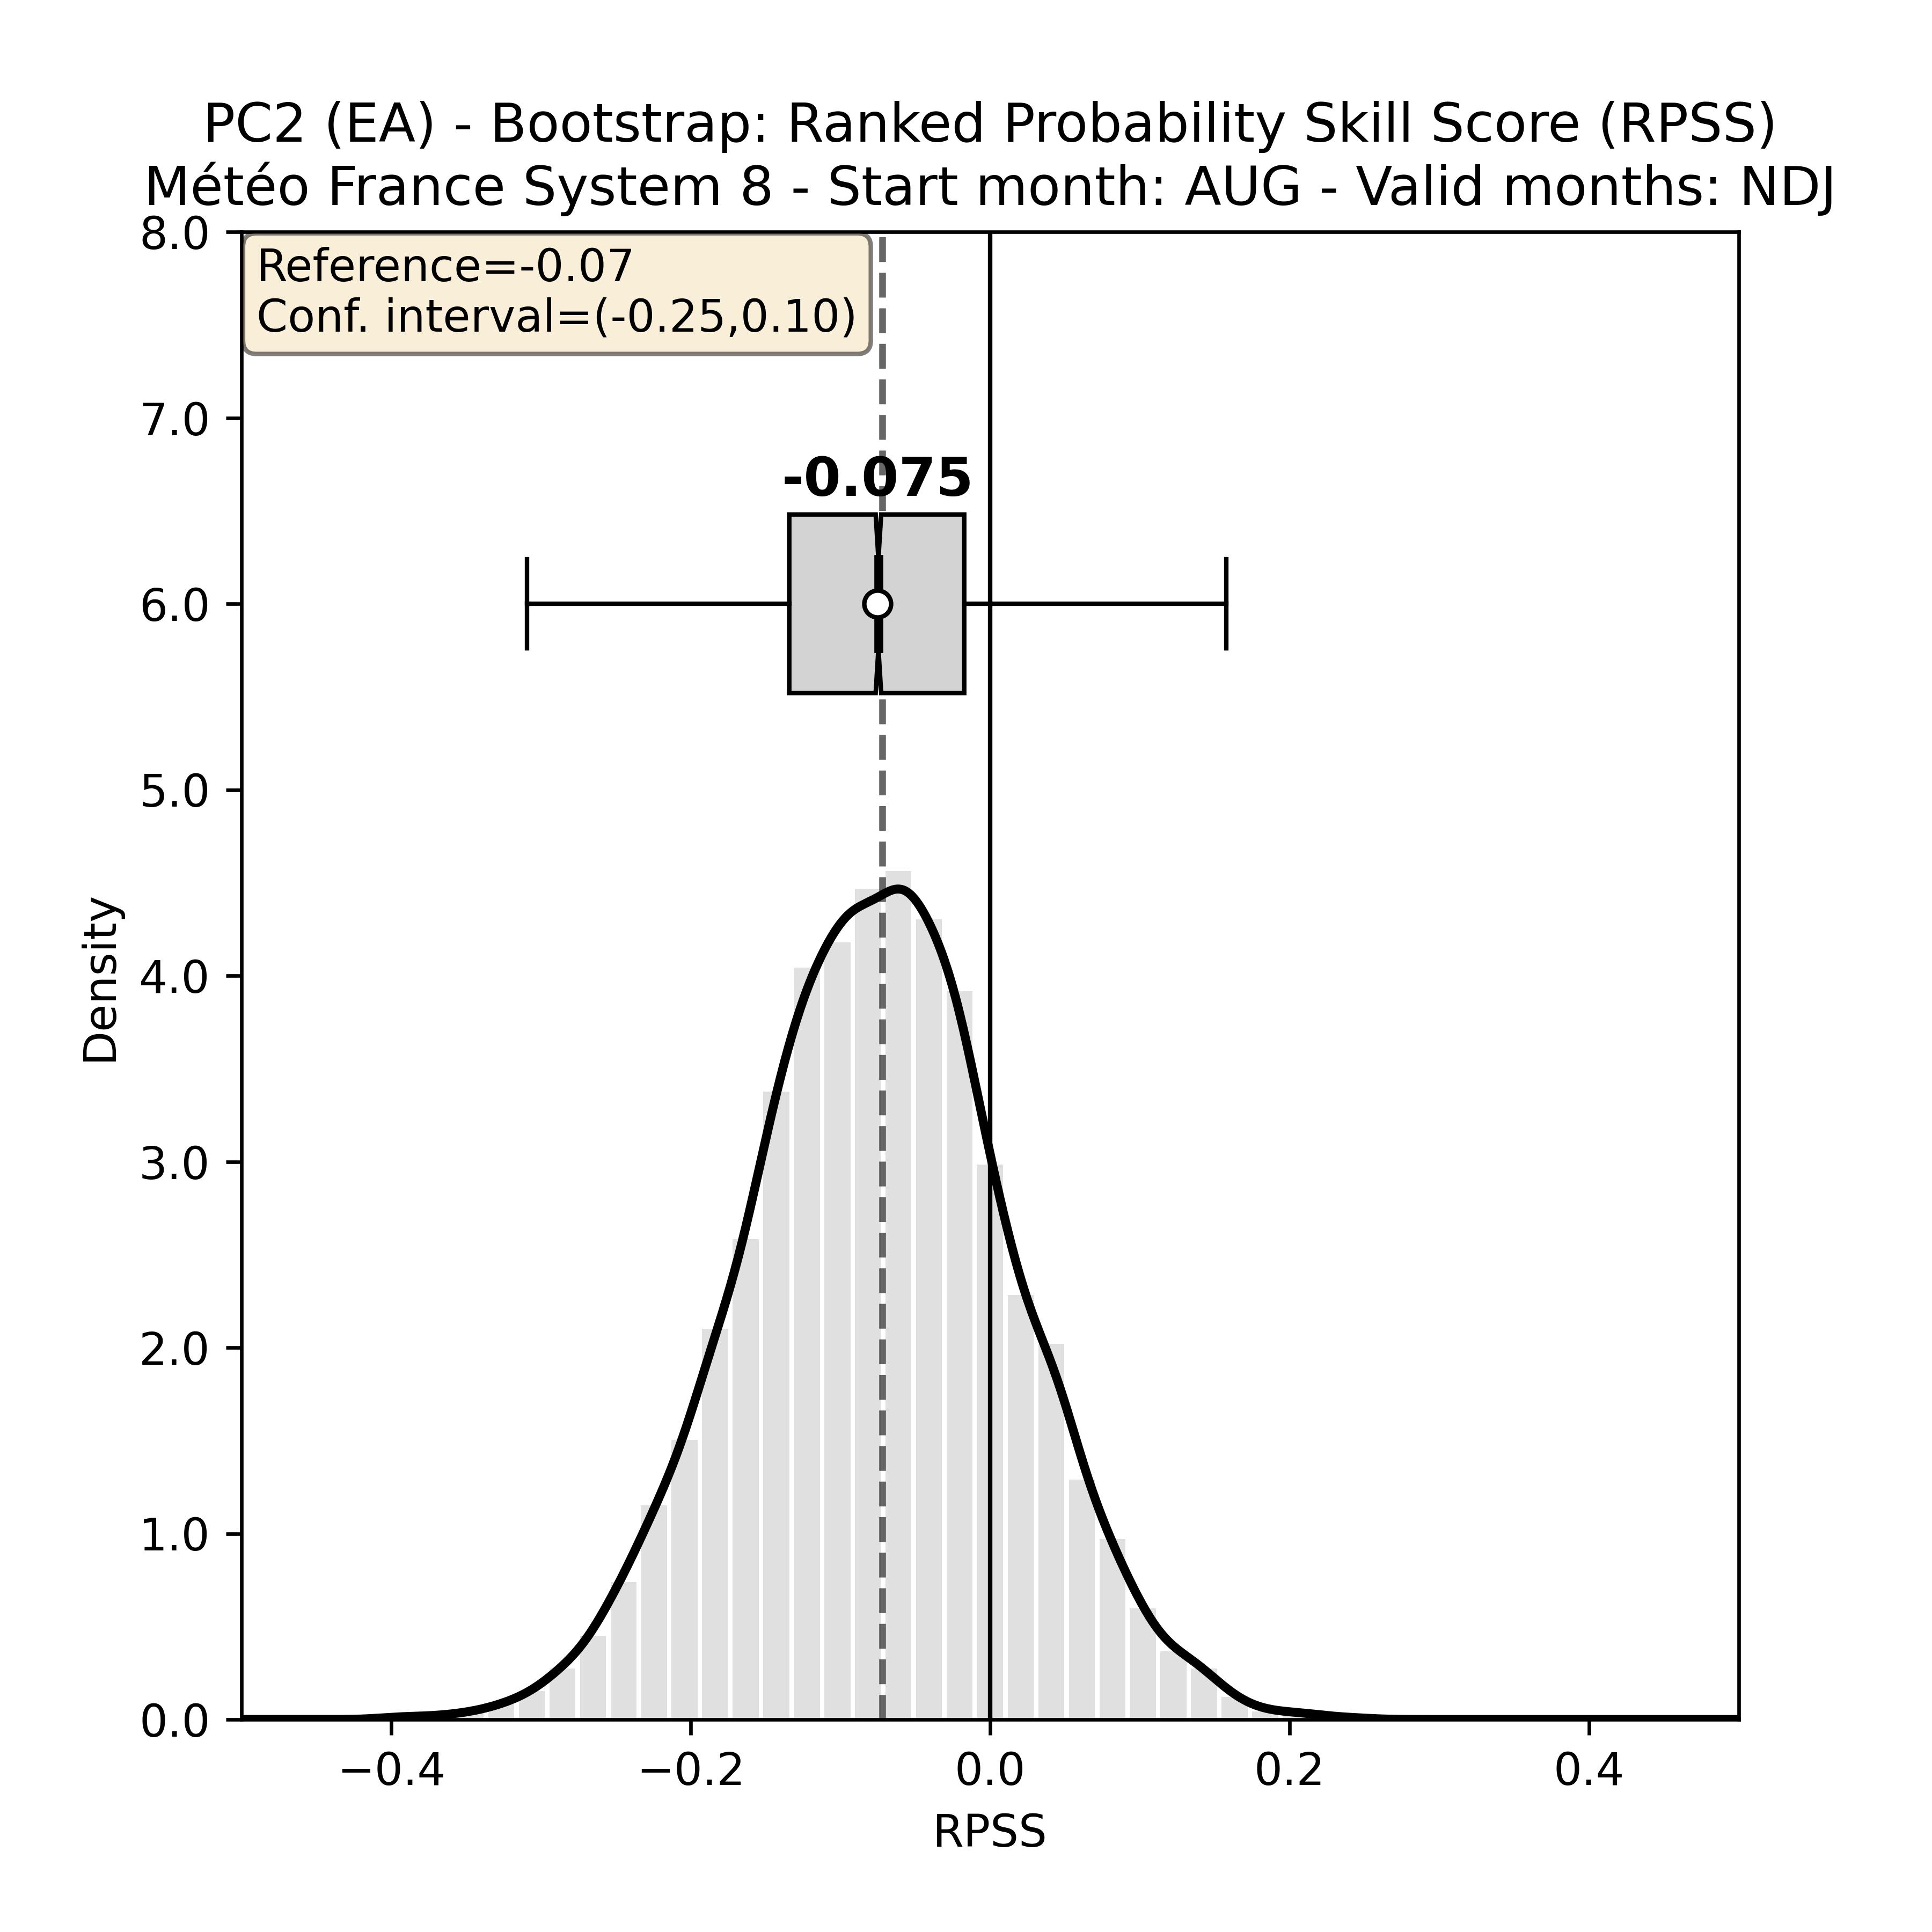 PC2 (EA) - Bootstrap: Ranked Probability Skill Score (RPSS)
Météo France System 8 - Start month: AUG - Valid months: NDJ
Reference=-0.07
Conf. interval=(-0.25,0.10)
-0.075
8.0
7.0
6.0
5.0
4.0
3.0
2.0
1.0
0.0
Density
−0.4
−0.2
0.0
0.2
0.4
RPSS